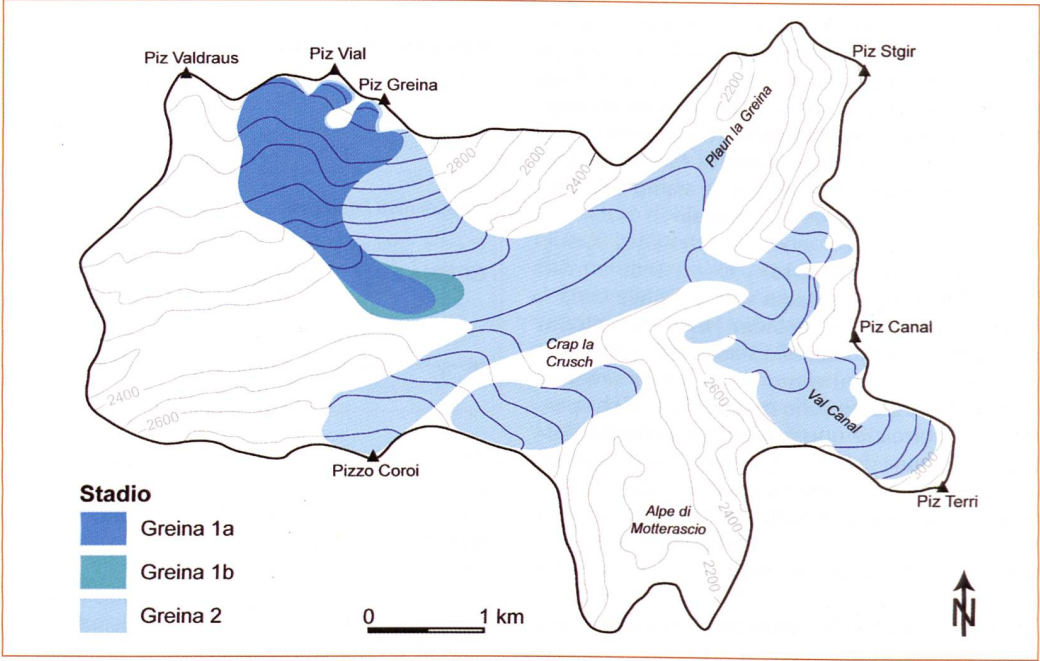 Piz Valdraus
Piz Vial
Piz Greina
Piz Stgir
2200
Plaun la Greina
2800
2600
2400
Piz Canal
Crap la
Crusch
2600
Val Canal
2400
2600
Pizzo Coroi
3000
Piz Terri
Alpe di
Motterascio
2400
2200
Stadio
Greina 1a
Greina 1b
Greina 2
0 1 km
N